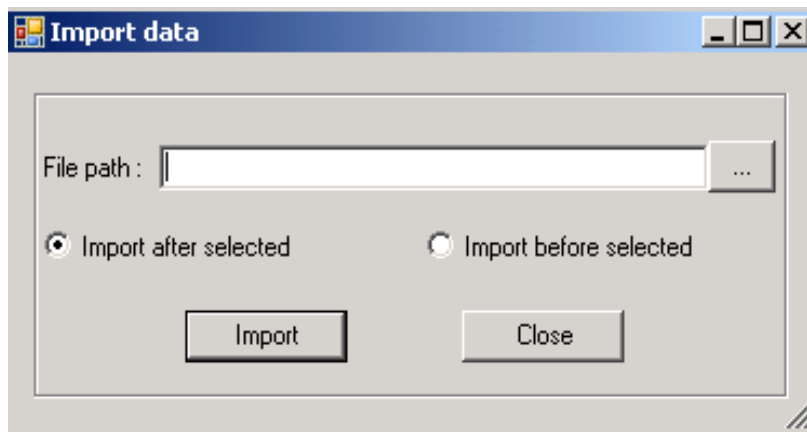 Import data
File path :
...
Import after selected
Import before selected
Import
Close